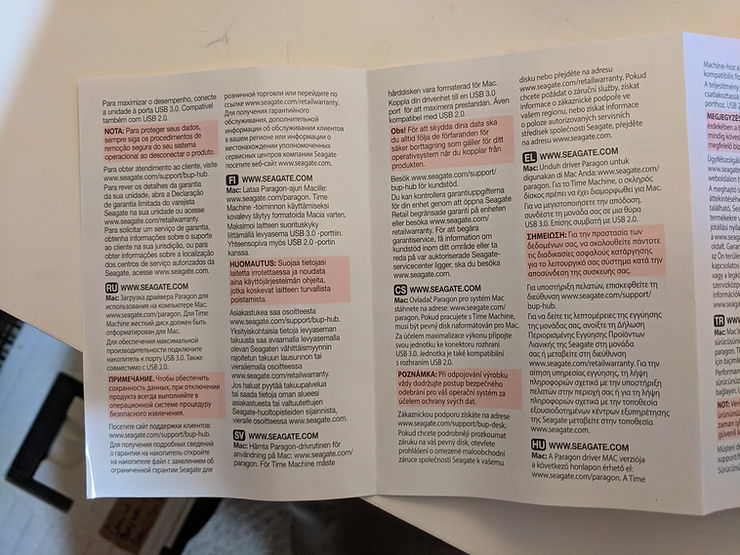 Para maximizar o desempenho, conecte
a unidade à porta USB 3.0. Compatível
também com USB 2.0.
NOTA: Para proteger seus dados,
sempre siga os procedimentos de
remoção segura do seu sistema
operacional ao desconectar o produto.
Para obter atendimento ao cliente, visite
www.seagate.com/support/bup-hub.
Para rever os detalhes da garantia
da unidade, abra a Declaração
de garantia limitada do varejista
Seagate na sua unidade ou acesse
www.seagate.com/retailwarranty.
Para solicitar um serviço de garantia,
obtenha informações sobre o suporte
ao cliente na sua jurisdição, ou para
obter informações sobre a localização
dos centros de serviço autorizados da
Seagate, acesse www.seagate.com.
RU WWW.SEAGATE.COM
Mac: Загрузка драйвера Paragon для
использования на компьютере Mac:
www.seagate.com/paragon. Для Time
Machine жесткий диск должен быть
отформатирован для Mac.
Для обеспечения максимальной
производительности подключите
накопитель к порту USB 3.0. Также
совместимо с USB 2.0.
ПРИМЕЧАНИЕ. Чтобы обеспечить
сохранность данных, при отключении
продукта всегда выполняйте в
операционной системе процедуру
безопасного извлечения.
Посетите сайт поддержки клиентов:
www.seagate.com/support/bup-hub.
Для получения подробных сведений
о гарантии на накопитель откройте
на накопителе файл с заявлением об
ограниченной гарантии Seagate для
розничной торговли или перейдите по
ссылке www.seagate.com/retailwarranty.
Для получения гарантийного
обслуживания, дополнительной
информации об обслуживании клиентов
в вашем регионе или информации о
местонахождении уполномоченных
сервисных центров компании Seagate
посетите веб-сайт www.seagate.com.
FI WWW.SEAGATE.COM
Mac: Lataa Paragon-ajuri Macille:
www.seagate.com/paragon. Time
Machine -toiminnon käyttämiseksi
kovalevy täytyy formatoida Macia varten.
Maksimoi laitteen suorituskyky
liittämällä levyasema USB 3.0 -porttiin.
Yhteensopiva myös USB 2.0 -portin
kanssa.
HUOMAUTUS: Suojaa tietojasi
laitetta irrotettaessa ja noudata
aina käyttöjärjestelmän ohjeita,
jotka koskevat laitteen turvallista
poistamista.
Asiakastukea saa osoitteesta
www.seagate.com/support/bup-hub.
Yksityiskohtaisia tietoja levyaseman
takuusta saa avaamalla levyasemalla
olevan Seagaten vähittäismyynnin
rajoitetun takuun lausunnon tai
vierailemalla osoitteessa
www.seagate.com/retailwarranty.
Jos haluat pyytää takuupalvelua
tai saada tietoja oman alueesi
asiakastuesta tai valtuutettujen
Seagate-huoltopisteiden sijainnista,
vieraile osoitteessa www.seagate.com.
SV WWW.SEAGATE.COM
Mac: Hämta Paragon-drivrutinen för
användning på Mac: www.seagate.com/
paragon. För Time Machine måste
hårddisken vara formaterad för Mac.
Koppla din drivenhet till en USB 3.0
port för att maximera prestandan. Även
kompatibel med USB 2.0.
Obs! För att skydda dina data ska
du alltid följa de förfaranden för
säker borttagning som gäller för ditt
operativsystem när du kopplar från
produkter.
Besök www.seagate.com/support/
bup-hub för kundstöd.
Du kan kontrollera garantiuppgifterna
för din enhet genom att öppna Seagate
Retail begränsade garanti på enheten
eller besöka www.seagate.com/
retailwarranty. För att begära
garantiservice, få information om
kundstöd inom ditt område eller ta
reda på var auktoriserade Seagate-
servicecenter ligger, ska du besöka
www.seagate.com.
CS WWW.SEAGATE.COM
Mac: Ovladač Paragon pro systém Mac
stáhnete na adrese: www.seagate.com/
paragon. Pokud pracujete s Time Machine,
musí být pevný disk naformátován pro Mac.
Za účelem maximalizace výkonu připojte
svou jednotku ke konektoru rozhraní
USB 3.0. Jednotka je také kompatibilní
s rozhraním USB 2.0.
POZNÁMKA: Při odpojování výrobku
vždy dodržujte postup bezpečného
odebrání pro váš operační systém za
účelem ochrany svých dat.
Zákaznickou podporu získáte na adrese
www.seagate.com/support/bup-desk.
Pokud chcete podrobněji prozkoumat
záruku na váš pevný disk, otevřete
prohlášení o omezené maloobchodní
záruce společnosti Seagate k vašemu
disku nebo přejděte na adresu
www.seagate.com/retailwarranty. Pokud
chcete požádat o záruční služby, získat
informace o zákaznické podpoře ve
vašem regionu, nebo získat informace
o poloze autorizovaných servisních
středisek společnosti Seagate, přejděte
na adresu www.seagate.com.
EL WWW.SEAGATE.COM
Mac: Unduh driver Paragon untuk
digunakan di Mac Anda: www.seagate.com/
paragon. Για το Time Machine, ο σκληρός
δίσκος πρέπει να έχει διαμορφωθεί για Mac.
Για να μεγιστοποιήσετε την απόδοση,
συνδέστε τη μονάδα σας σε μια θύρα
USB 3.0. Επίσης συμβατή με USB 2.0.
ΣΗΜΕΙΩΣΗ: Για την προστασία των
δεδομένων σας, να ακολουθείτε πάντοτε
τις διαδικασίες ασφαλούς κατάργησης
για το λειτουργικό σας σύστημα κατά την
αποσύνδεση της συσκευής σας.
Για υποστήριξη πελατών, επισκεφθείτε τη
διεύθυνση www.seagate.com/support/
bup-hub.
Για να δείτε τις λεπτομέρειες της εγγύησης
της μονάδας σας, ανοίξτε τη Δήλωση
Περιορισμένης Εγγύησης Προϊόντων
Λιανικής της Seagate στη μονάδα
σας ή μεταβείτε στη διεύθυνση
www.seagate.com/retailwarranty. Για την
αίτηση υπηρεσίας εγγύησης, τη λήψη
πληροφοριών σχετικά με την υποστήριξη
πελατών στην περιοχή σας ή για τη λήψη
πληροφοριών σχετικά με την τοποθεσία
εξουσιοδοτημένων κέντρων εξυπηρέτησης
της Seagate μεταβείτε στην τοποθεσία
www.seagate.com.
HU WWW.SEAGATE.COM
Mac: A Paragon driver MAC verziója
a következő honlapon érhető el:
www.seagate.com/paragon. A Time
Machine-hoz a
kompatibilis fo
A teljesítmény
csatlakoztassa
porthoz. USB 2
MEGJEGYZÉS
érdekében a t
mindig kövess
megfelelő bizt
Ügyfélszolgála
weboldalon t
A meghajtó s
áttekintéséhe
található, Sea
termékekre v
jótállási nyila
a www.seaga
TR WWW